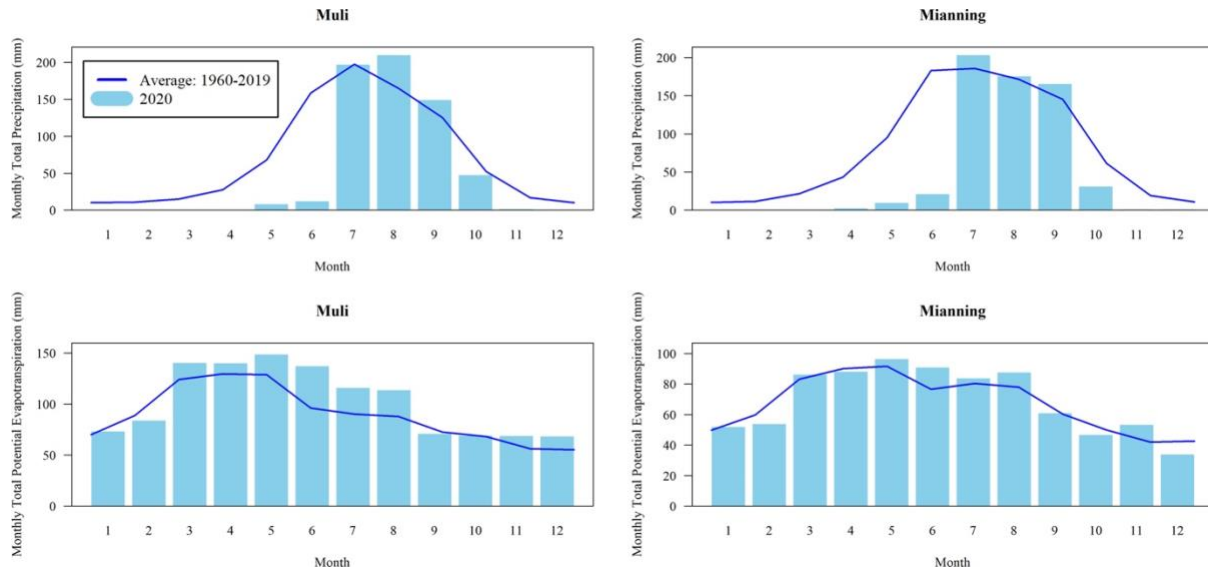 Muli
Monthly Total Precipitation (mm)
200
150
100
50
0
Average: 1960-2019
2020
1 2 3 4 5 6 7 8 9 10 11 12
Month
Mianning
Monthly Total Precipitation (mm)
200
150
100
50
0
1 2 3 4 5 6 7 8 9 10 11 12
Month
Muli
Monthly Total Potential Evapotranspiration (mm)
150
100
50
0
1 2 3 4 5 6 7 8 9 10 11 12
Month
Mianning
Monthly Total Potential Evapotranspiration (mm)
100
80
60
40
20
0
1 2 3 4 5 6 7 8 9 10 11 12
Month